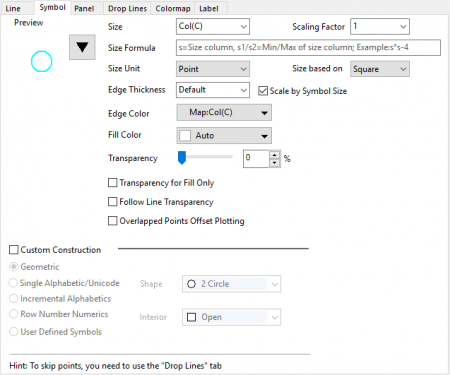 Line Symbol Panel Drop Lines Colormap Label
Preview
Size Col(C) Scaling Factor 1
Size Formula s=Size column, s1/s2=Min/Max of size column; Example:s*s-4
Size Unit Point Size based on Square
Edge Thickness Default Scale by Symbol Size
Edge Color Map:Col(C)
Fill Color Auto
Transparency 0 %
Transparency for Fill Only
Follow Line Transparency
Overlapped Points Offset Plotting
Custom Construction
Geometric
Single Alphabetic/Unicode Shape 2 Circle
Incremental Alphabetics
Row Number Numerics Interior Open
User Defined Symbols
Hint: To skip points, you need to use the "Drop Lines" tab